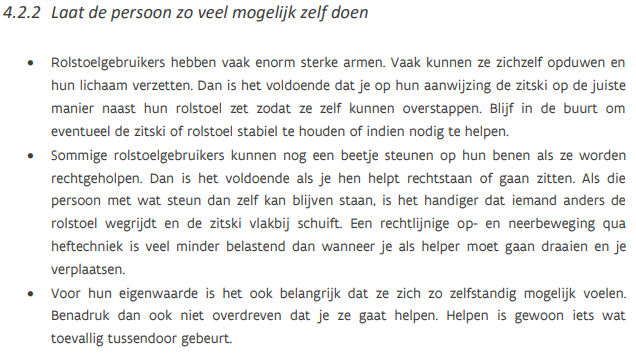 4.2.2 Laat de persoon zo veel mogelijk zelf doen
• Rolstoelgebruikers hebben vaak enorm sterke armen. Vaak kunnen ze zichzelf opduwen en
hun lichaam verzetten. Dan is het voldoende dat je op hun aanwijzing de zitski op de juiste
manier naast hun rolstoel zet zodat ze zelf kunnen overstappen. Blijf in de buurt om
eventueel de zitski of rolstoel stabiel te houden of indien nodig te helpen.
• Sommige rolstoelgebruikers kunnen nog een beetje steunen op hun benen als ze worden
rechtgeholpen. Dan is het voldoende als je hen helpt rechtstaan of gaan zitten. Als die
persoon met wat steun dan zelf kan blijven staan, is het handiger dat iemand anders de
rolstoel wegrijdt en de zitski vlakbij schuift. Een rechtlijnige op- en neerbeweging qua
heftechniek is veel minder belastend dan wanneer je als helper moet gaan draaien en je
verplaatsen.
• Voor hun eigenwaarde is het ook belangrijk dat ze zich zo zelfstandig mogelijk voelen.
Benadruk dan ook niet overdreven dat je ze gaat helpen. Helpen is gewoon iets wat
toevallig tussendoor gebeurt.